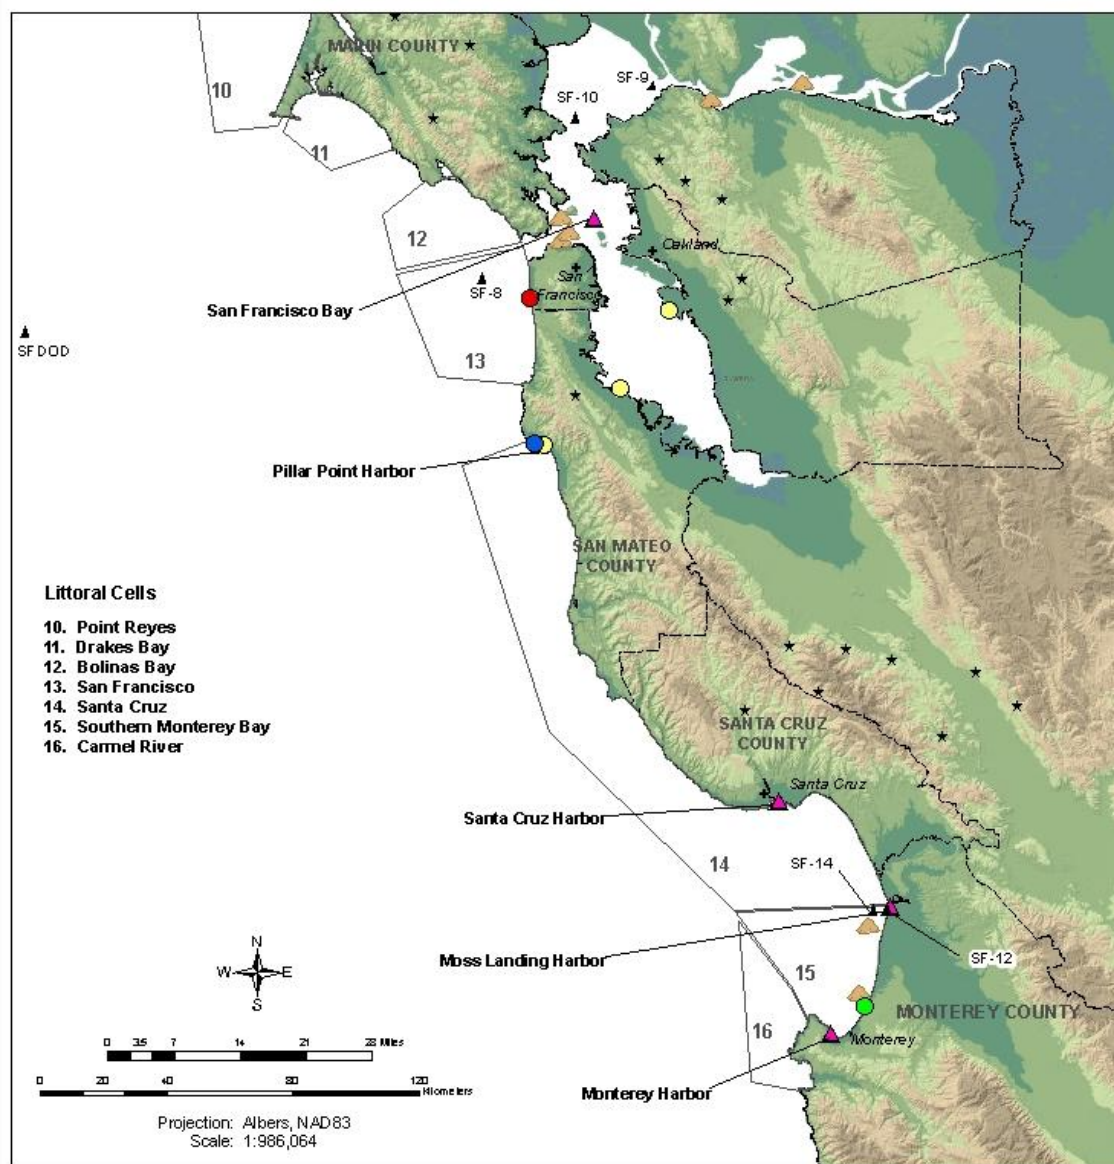 MARIN COUNTY
SF-9
10
SF-10
11
12
Oakland
SF-8
San
Francisco
San Francisco Bay
SFDOD
13
Pillar Point Harbor
SAN MATEO
COUNTY
Littoral Cells
10. Point Reyes
11. Drakes Bay
12. Bolinas Bay
13. San Francisco
14. Santa Cruz
15. Southern Monterey Bay
16. Carmel River
SANTA CRUZ
COUNTY
Santa Cruz
Santa Cruz Harbor
14
SF-14
Moss Landing Harbor
SF-12
N
W E
S
15
MONTEREY COUNTY
16
Monterey
0 3.5 7 14 21 28 Miles
Monterey Harbor
0 20 40 80 120
Kilometers
Projection: Albers, NAD83
Scale: 1:986,064